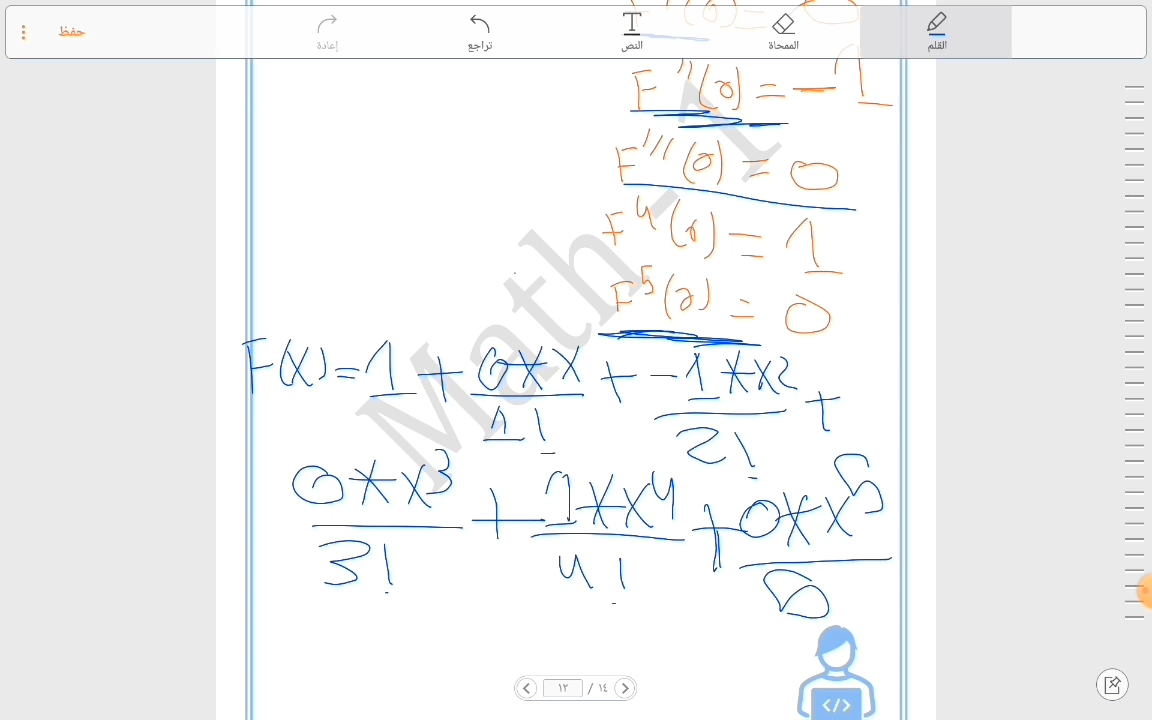 حفظ
إعادة
تراجع
النص
الممحاة
القلم
F''(0) = -1
F'''(0) = 0
F4(0) = 1
F5(0) = 0
Math - 1
F(x) = 1 + 0*x/1! + -1*x2/2! +
0*x3/3! + 1*x4/4! + 0*x5/5
١٢ / ١٤
</>